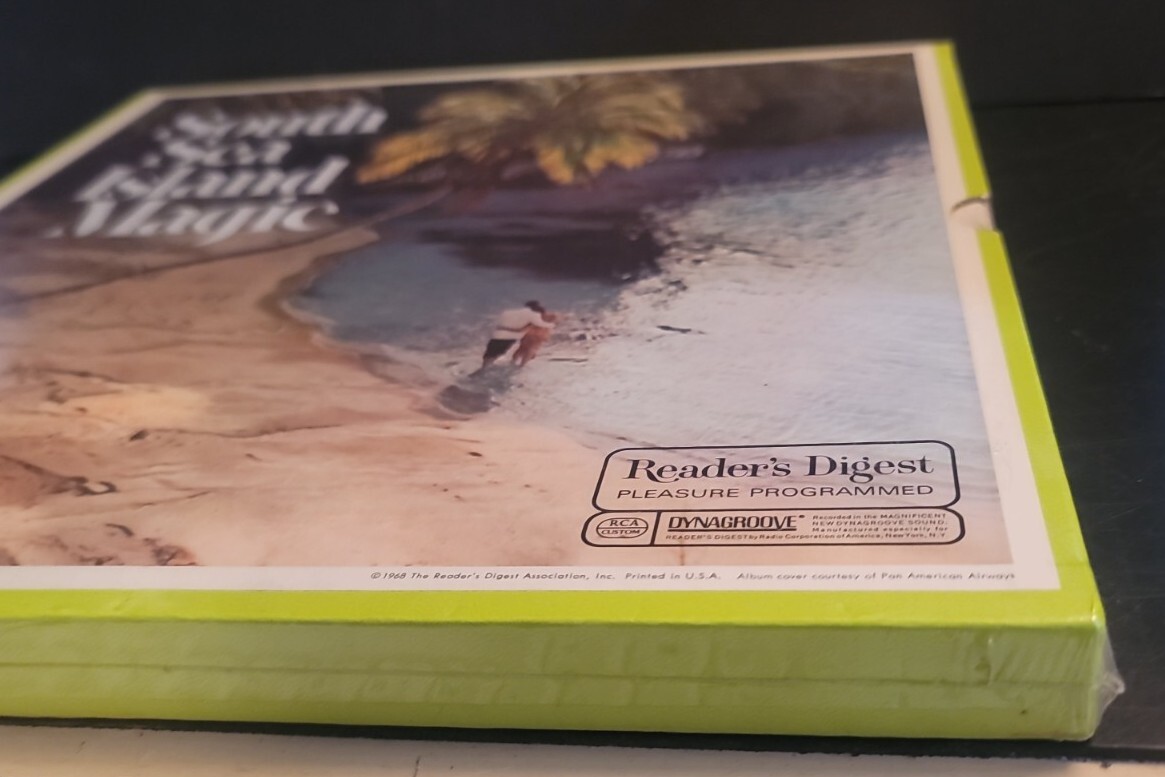 South
Sea
Island
Magic
Reader's Digest
PLEASURE PROGRAMMED
RCA
CUSTOM
DYNAGROOVE
Recorded in the MAGNIFICENT
NEW DYNAGROOVE SOUND.
Manufactured especially for
READER'S DIGEST by Radio Corporation of America, New York, N.Y.
©1968 The Reader's Digest Association, Inc. Printed in U.S.A. Album cover courtesy of Pan American Airways